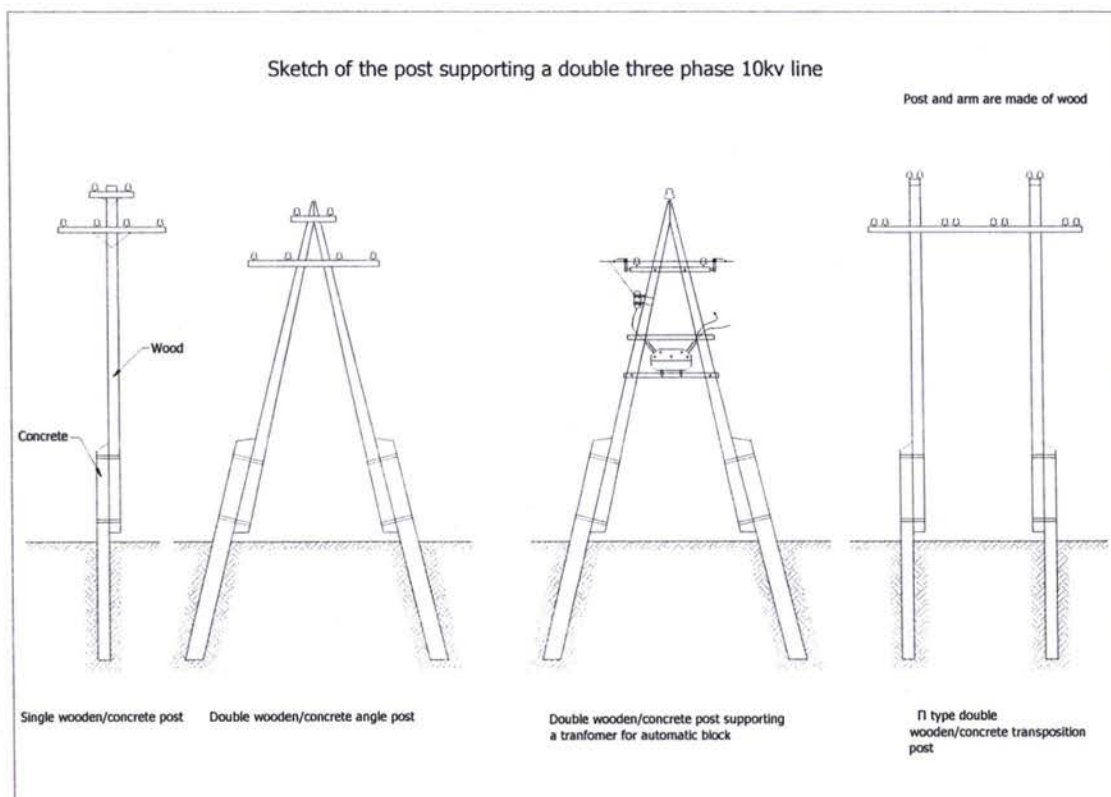 Sketch of the post supporting a double three phase 10kv line
Post and arm are made of wood
Wood
Concrete
Single wooden/concrete post
Double wooden/concrete angle post
Double wooden/concrete post supporting
a tranfomer for automatic block
Π type double
wooden/concrete transposition
post